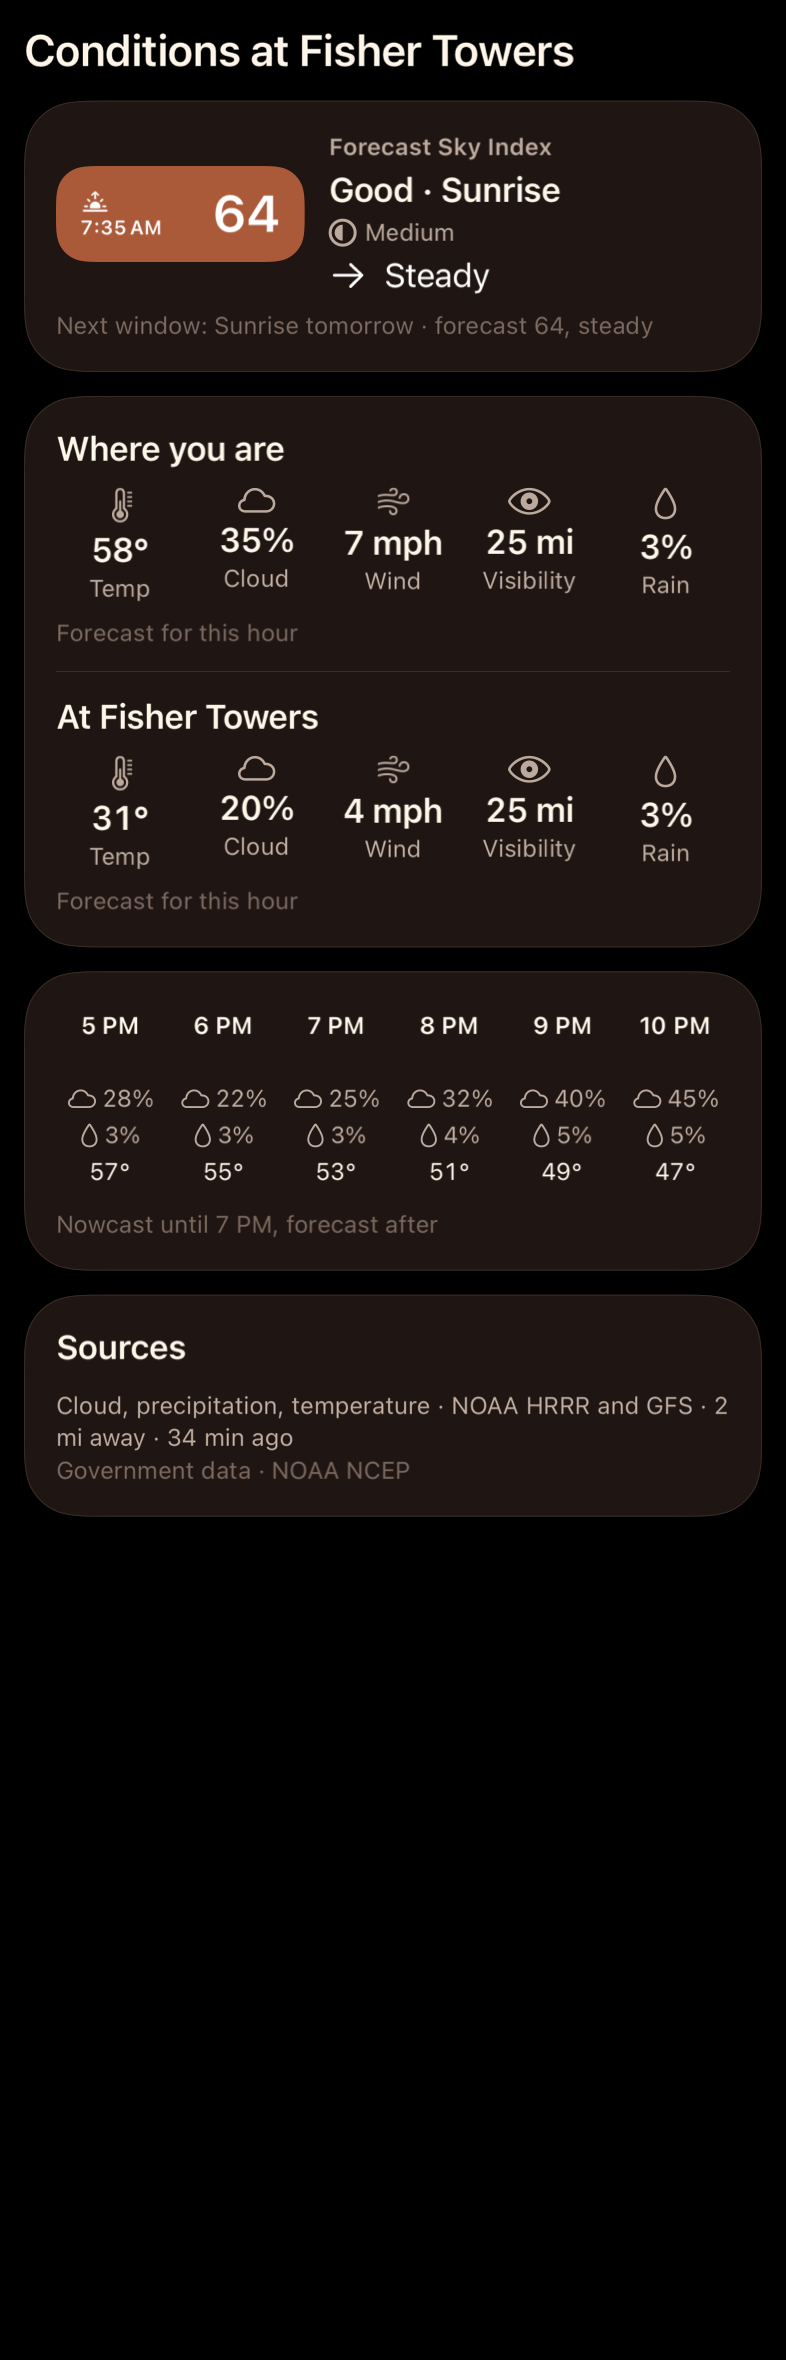 Conditions at Fisher Towers
Forecast Sky Index
7:35 AM
64
Good · Sunrise
Medium
→ Steady
Next window: Sunrise tomorrow · forecast 64, steady
Where you are
58° 35% 7 mph 25 mi 3%
Temp Cloud Wind Visibility Rain
Forecast for this hour
At Fisher Towers
31° 20% 4 mph 25 mi 3%
Temp Cloud Wind Visibility Rain
Forecast for this hour
5 PM 6 PM 7 PM 8 PM 9 PM 10 PM
28% 22% 25% 32% 40% 45%
3% 3% 3% 4% 5% 5%
57° 55° 53° 51° 49° 47°
Nowcast until 7 PM, forecast after
Sources
Cloud, precipitation, temperature · NOAA HRRR and GFS · 2
mi away · 34 min ago
Government data · NOAA NCEP